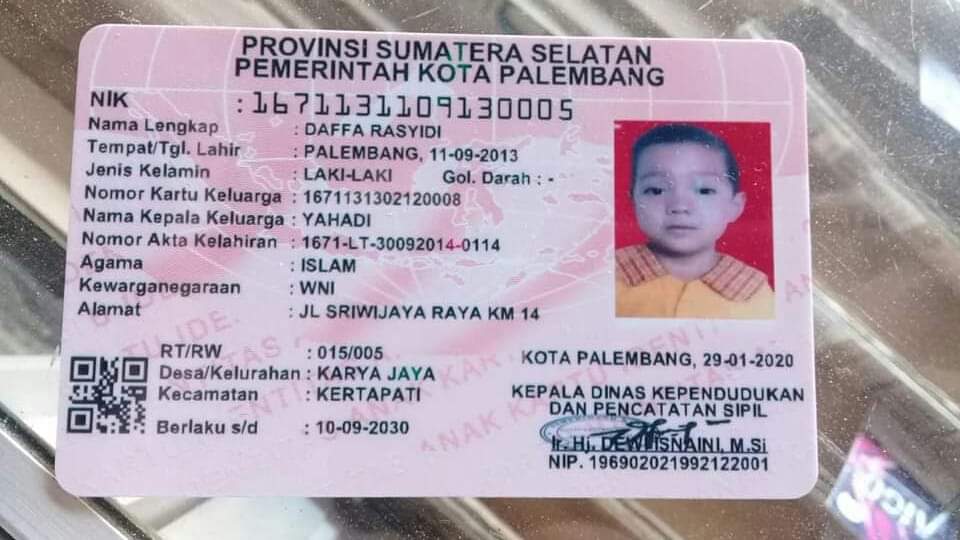 PROVINSI SUMATERA SELATAN
PEMERINTAH KOTA PALEMBANG
NIK : 1671131109130005
Nama Lengkap : DAFFA RASYIDI
Tempat/Tgl. Lahir : PALEMBANG, 11-09-2013
Jenis Kelamin : LAKI-LAKI Gol. Darah : -
Nomor Kartu Keluarga : 1671131302120008
Nama Kepala Keluarga : YAHADI
Nomor Akta Kelahiran : 1671-LT-30092014-0114
Agama : ISLAM
Kewarganegaraan : WNI
Alamat : JL SRIWIJAYA RAYA KM 14
RT/RW : 015/005
Desa/Kelurahan : KARYA JAYA
Kecamatan : KERTAPATI
Berlaku s/d : 10-09-2030
KOTA PALEMBANG, 29-01-2020
KEPALA DINAS KEPENDUDUKAN
DAN PENCATATAN SIPIL
Ir. Hj. DEWI ISNAINI, M.Si
NIP. 196902021992122001